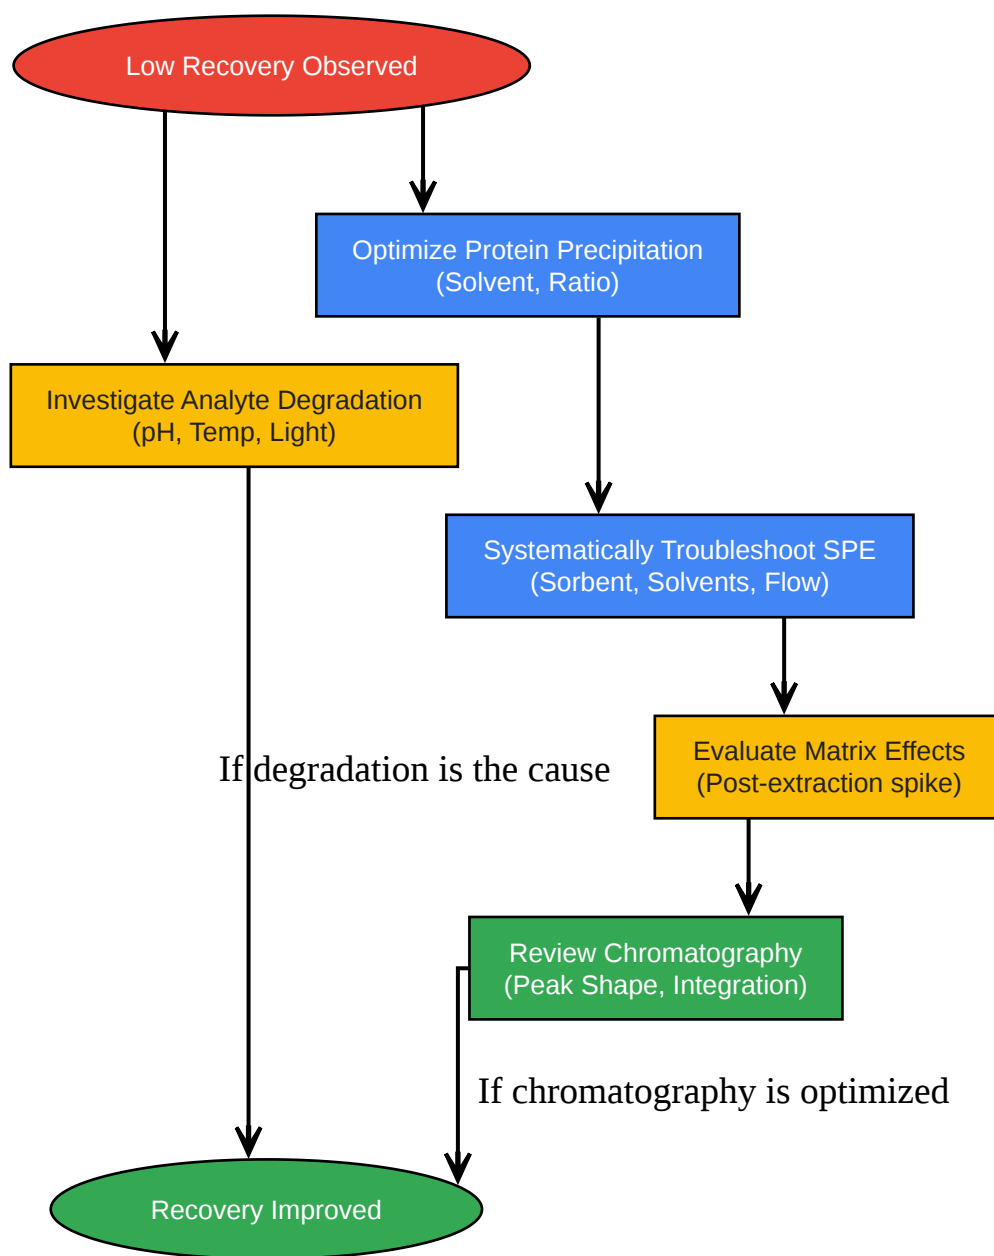 Low Recovery Observed
Optimize Protein Precipitation
(Solvent, Ratio)
Investigate Analyte Degradation
(pH, Temp, Light)
Systematically Troubleshoot SPE
(Sorbent, Solvents, Flow)
If degradation is the cause
Evaluate Matrix Effects
(Post-extraction spike)
Review Chromatography
(Peak Shape, Integration)
If chromatography is optimized
Recovery Improved